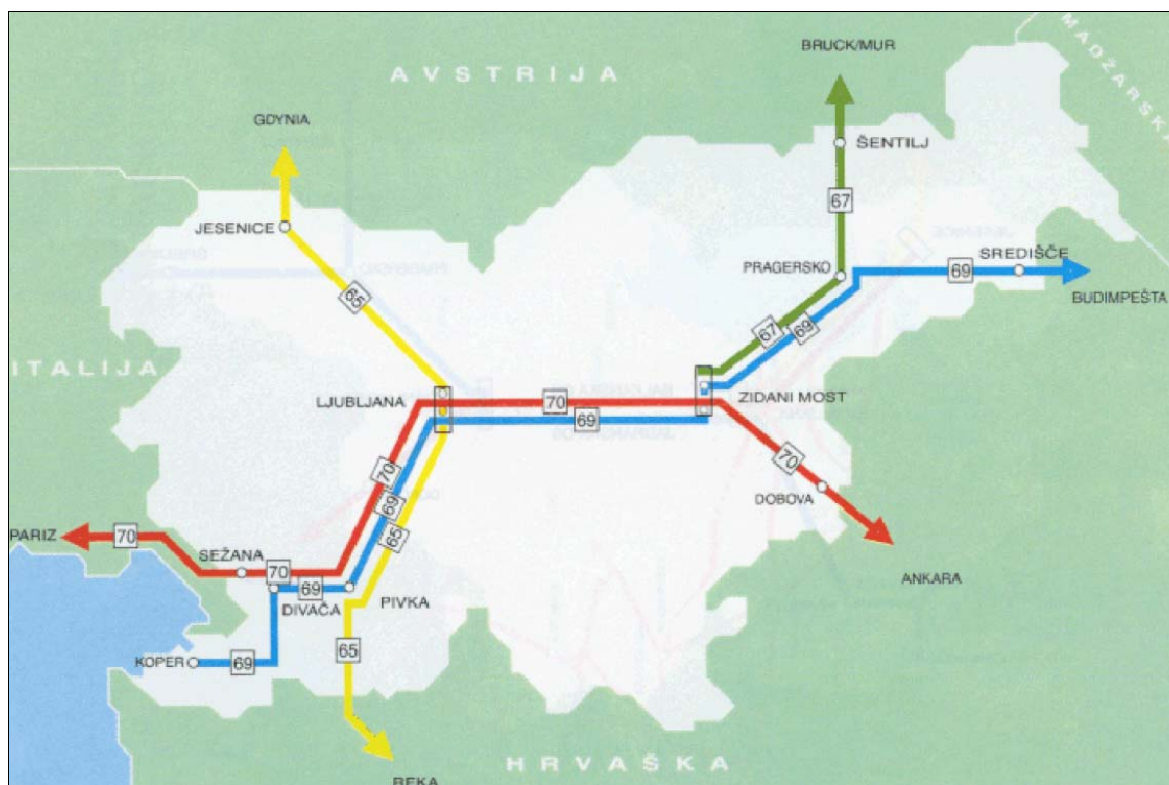 BRUCK/MUR
MADŽARSK
AVSTRIJA
GDYNIA
ŠENTILJ
67
JESENICE
SREDIŠČE
PRAGERSKO
69
65
BUDIMPEŠTA
67
69
ITALIJA
LJUBLJANA
70
ZIDANI MOST
69
70
70
DOBOVA
69
PARIZ
70
65
SEŽANA
70
ANKARA
69
DIVAČA
PIVKA
65
KOPER
69
HRVAŠKA
REKA